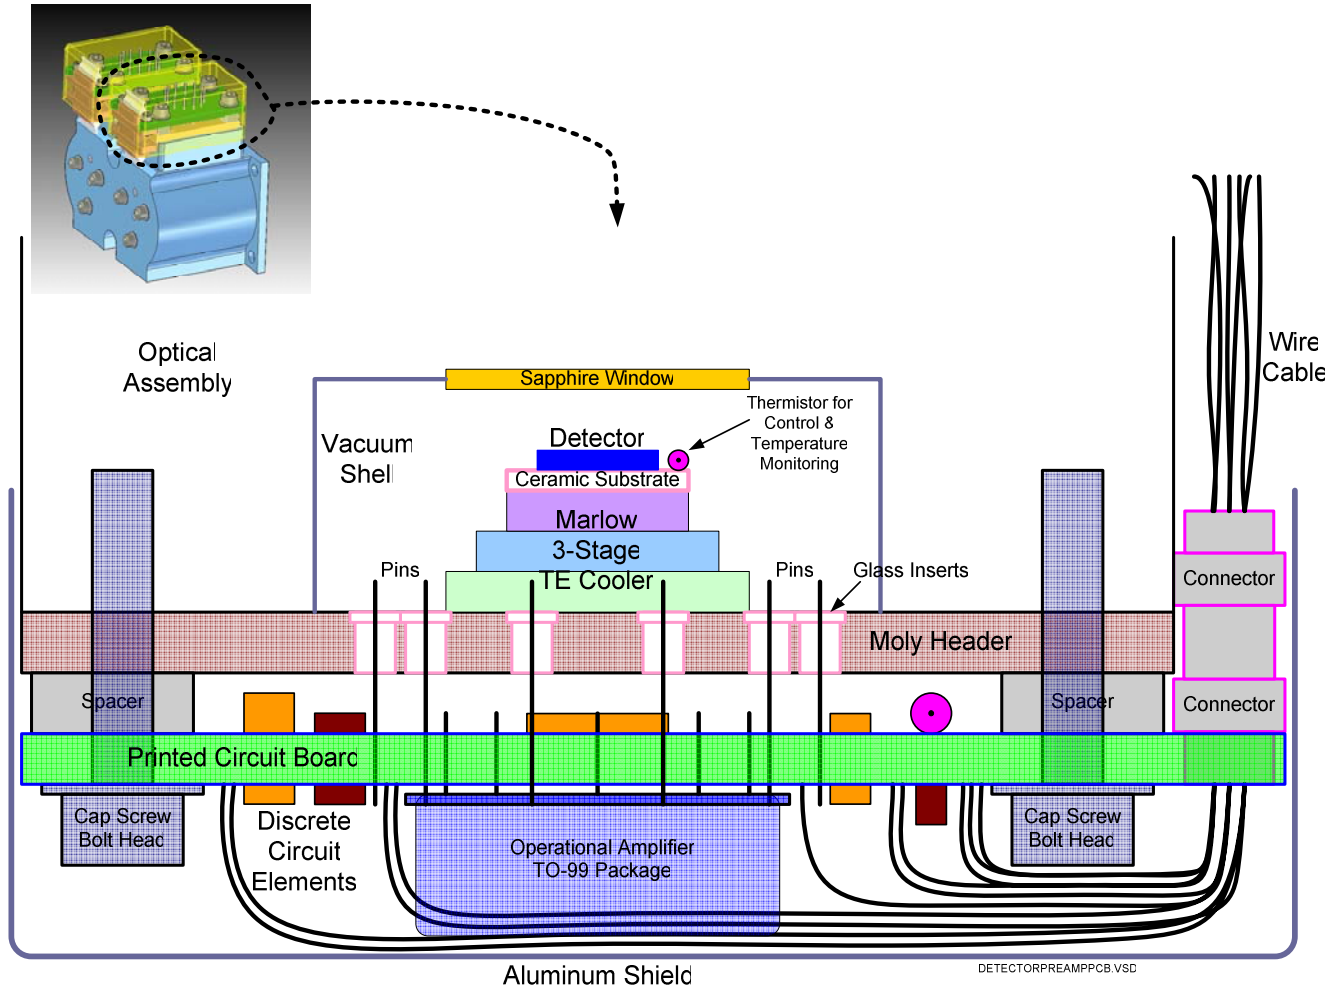 Optical
Assembly
Wire
Cable
Sapphire Window
Thermistor for
Control &
Temperature
Monitoring
Vacuum
Shell
Detector
Ceramic Substrate
Marlow
3-Stage
TE Cooler
Pins
Pins
Glass Inserts
Connector
Moly Header
Spacer
Spacer
Connector
Printed Circuit Board
Cap Screw
Bolt Head
Discrete
Circuit
Elements
Operational Amplifier
TO-99 Package
Cap Screw
Bolt Head
Aluminum Shield
DETECTORPREAMPPCB.VSD